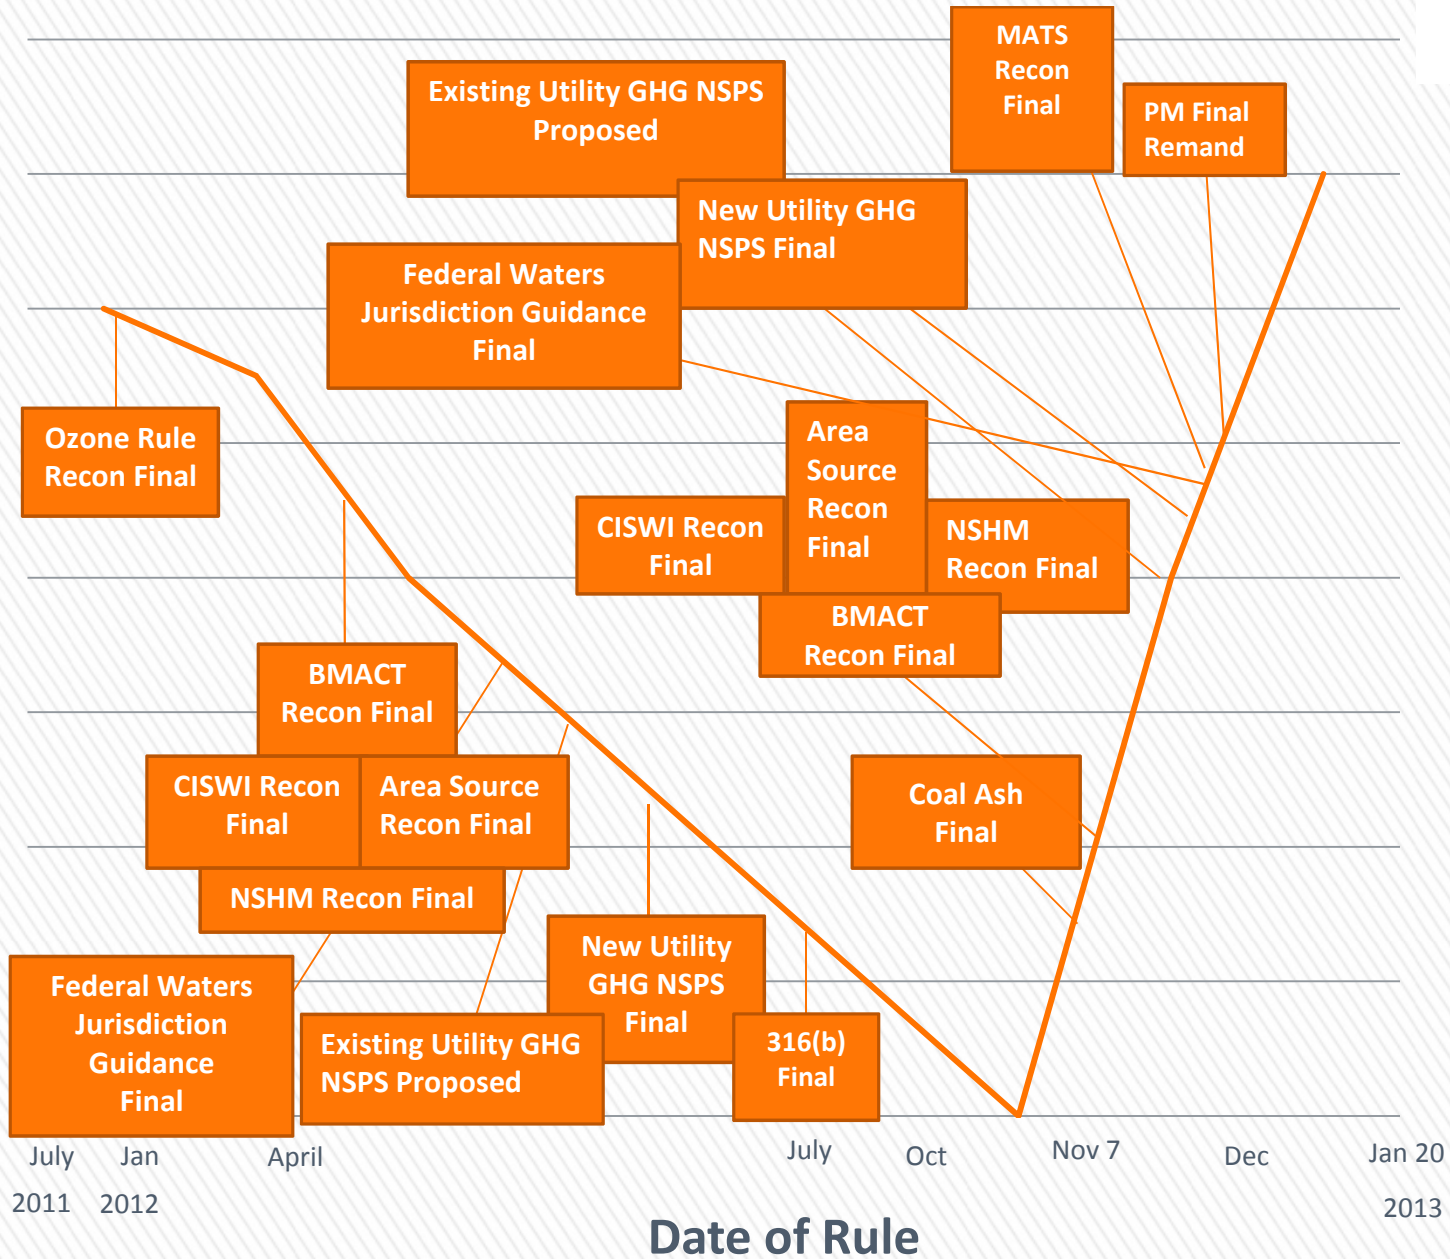 MATS
Recon
Final
Existing Utility GHG NSPS
Proposed
PM Final
Remand
New Utility GHG
NSPS Final
Federal Waters
Jurisdiction Guidance
Final
Ozone Rule
Recon Final
Area
Source
Recon
Final
CISWI Recon
Final
NSHM
Recon Final
BMACT
Recon Final
BMACT
Recon Final
CISWI Recon
Final
Area Source
Recon Final
Coal Ash
Final
NSHM Recon Final
New Utility
GHG NSPS
Final
Federal Waters
Jurisdiction
Guidance
Final
Existing Utility GHG
NSPS Proposed
316(b)
Final
July Jan April July Oct Nov 7 Dec Jan 20
2011 2012 2013
Date of Rule